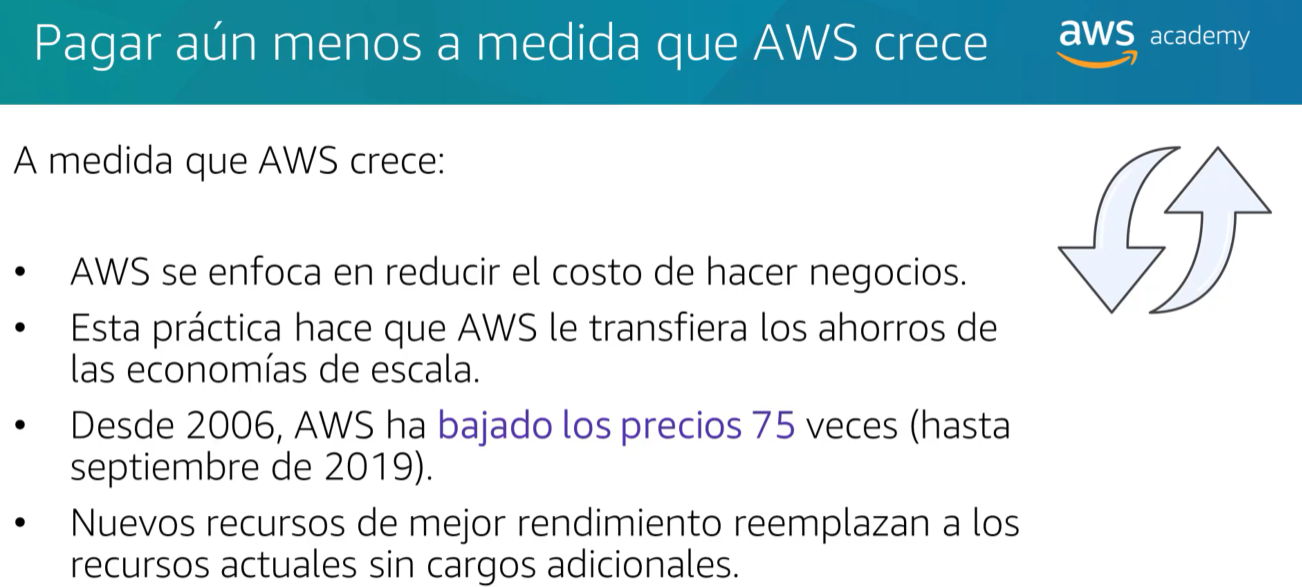 Pagar aún menos a medida que AWS crece
aws academy
A medida que AWS crece:
• AWS se enfoca en reducir el costo de hacer negocios.
• Esta práctica hace que AWS le transfiera los ahorros de
las economías de escala.
• Desde 2006, AWS ha bajado los precios 75 veces (hasta
septiembre de 2019).
• Nuevos recursos de mejor rendimiento reemplazan a los
recursos actuales sin cargos adicionales.